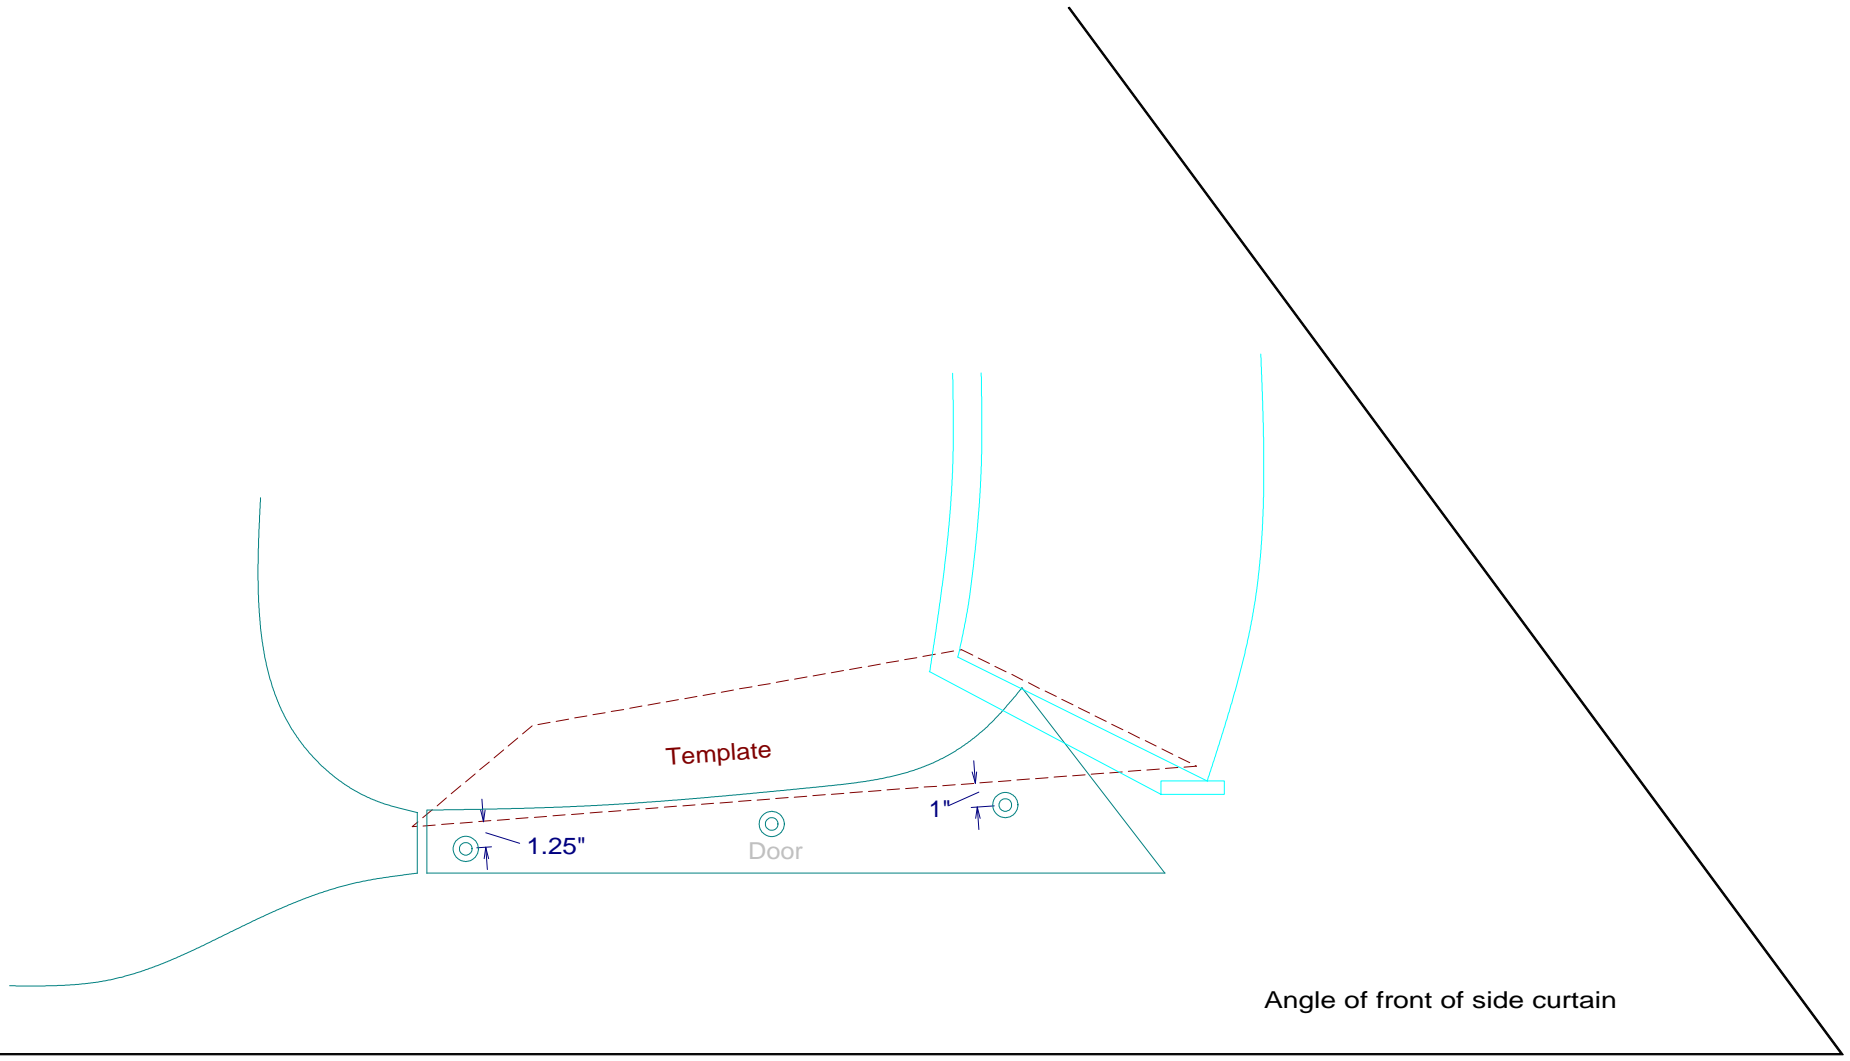 Template
1"
1.25"
Door
Angle of front of side curtain